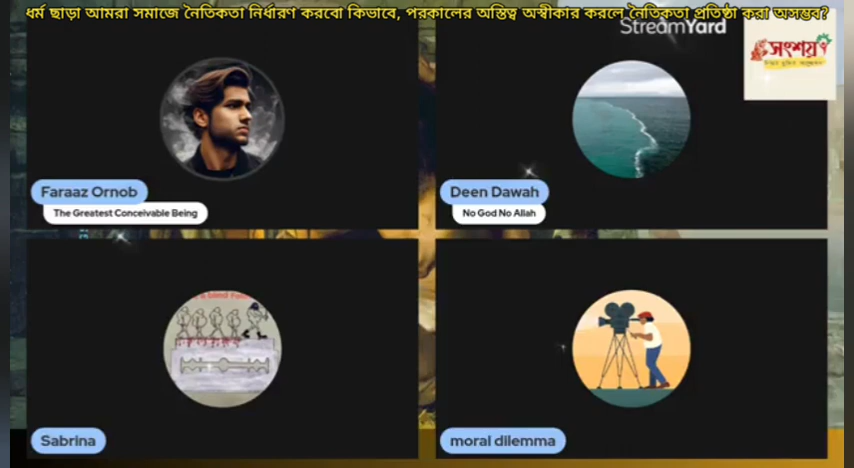 ধর্ম ছাড়া আমরা সমাজে নৈতিকতা নির্ধারণ করবো কিভাবে, পরকালের অস্তিত্ব অস্বীকার করলে নৈতিকতা প্রতিষ্ঠা করা অসম্ভব?
StreamYard
সংশয়
Faraaz Ornob
The Greatest Conceivable Being
Deen Dawah
No God No Allah
Sabrina
moral dilemma